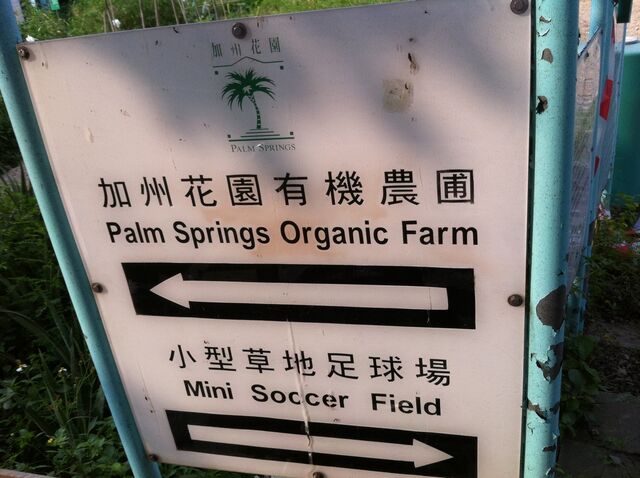 加州花園
PALM SPRINGS
加州花園有機農圃
Palm Springs Organic Farm
小型草地足球場
Mini Soccer Field